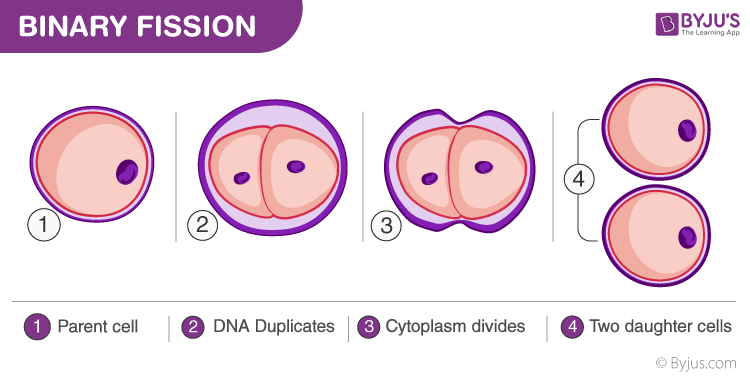 BINARY FISSION
BYJU'S
The Learning App
1
2
3
4
1 Parent cell
2 DNA Duplicates
3 Cytoplasm divides
4 Two daughter cells
© Byjus.com